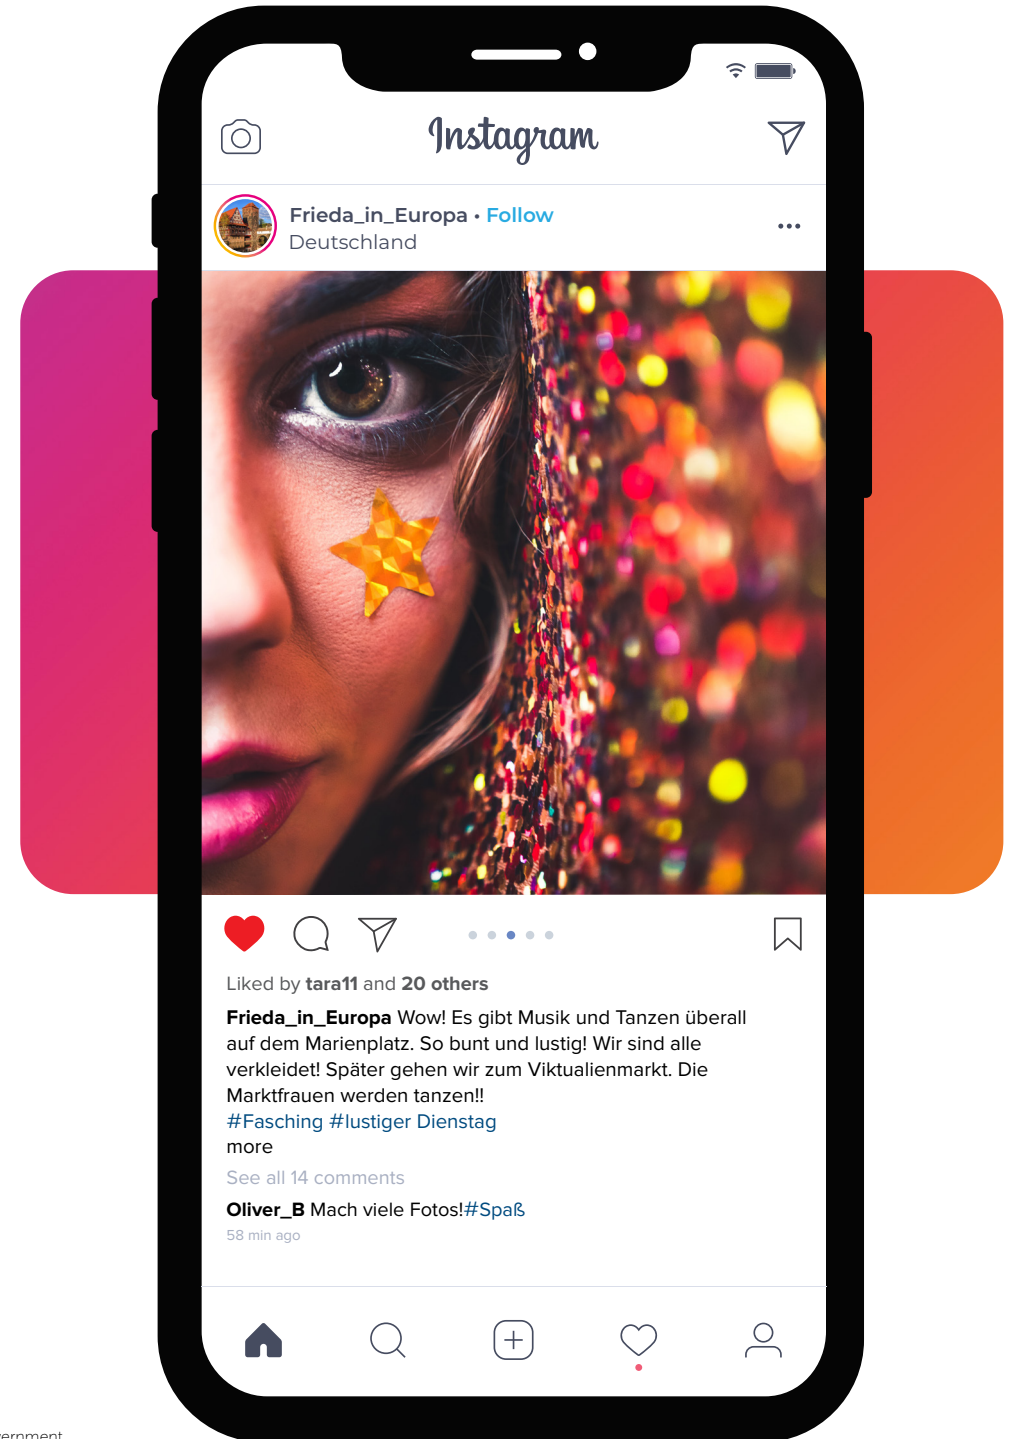 Instagram
Frieda_in_Europa • Follow
Deutschland
Liked by tara11 and 20 others
Frieda_in_Europa Wow! Es gibt Musik und Tanzen überall
auf dem Marienplatz. So bunt und lustig! Wir sind alle
verkleidet! Später gehen wir zum Viktualienmarkt. Die
Marktfrauen werden tanzen!!
#Fasching #lustiger Dienstag
more
See all 14 comments
Oliver_B Mach viele Fotos!#Spaß
58 min ago